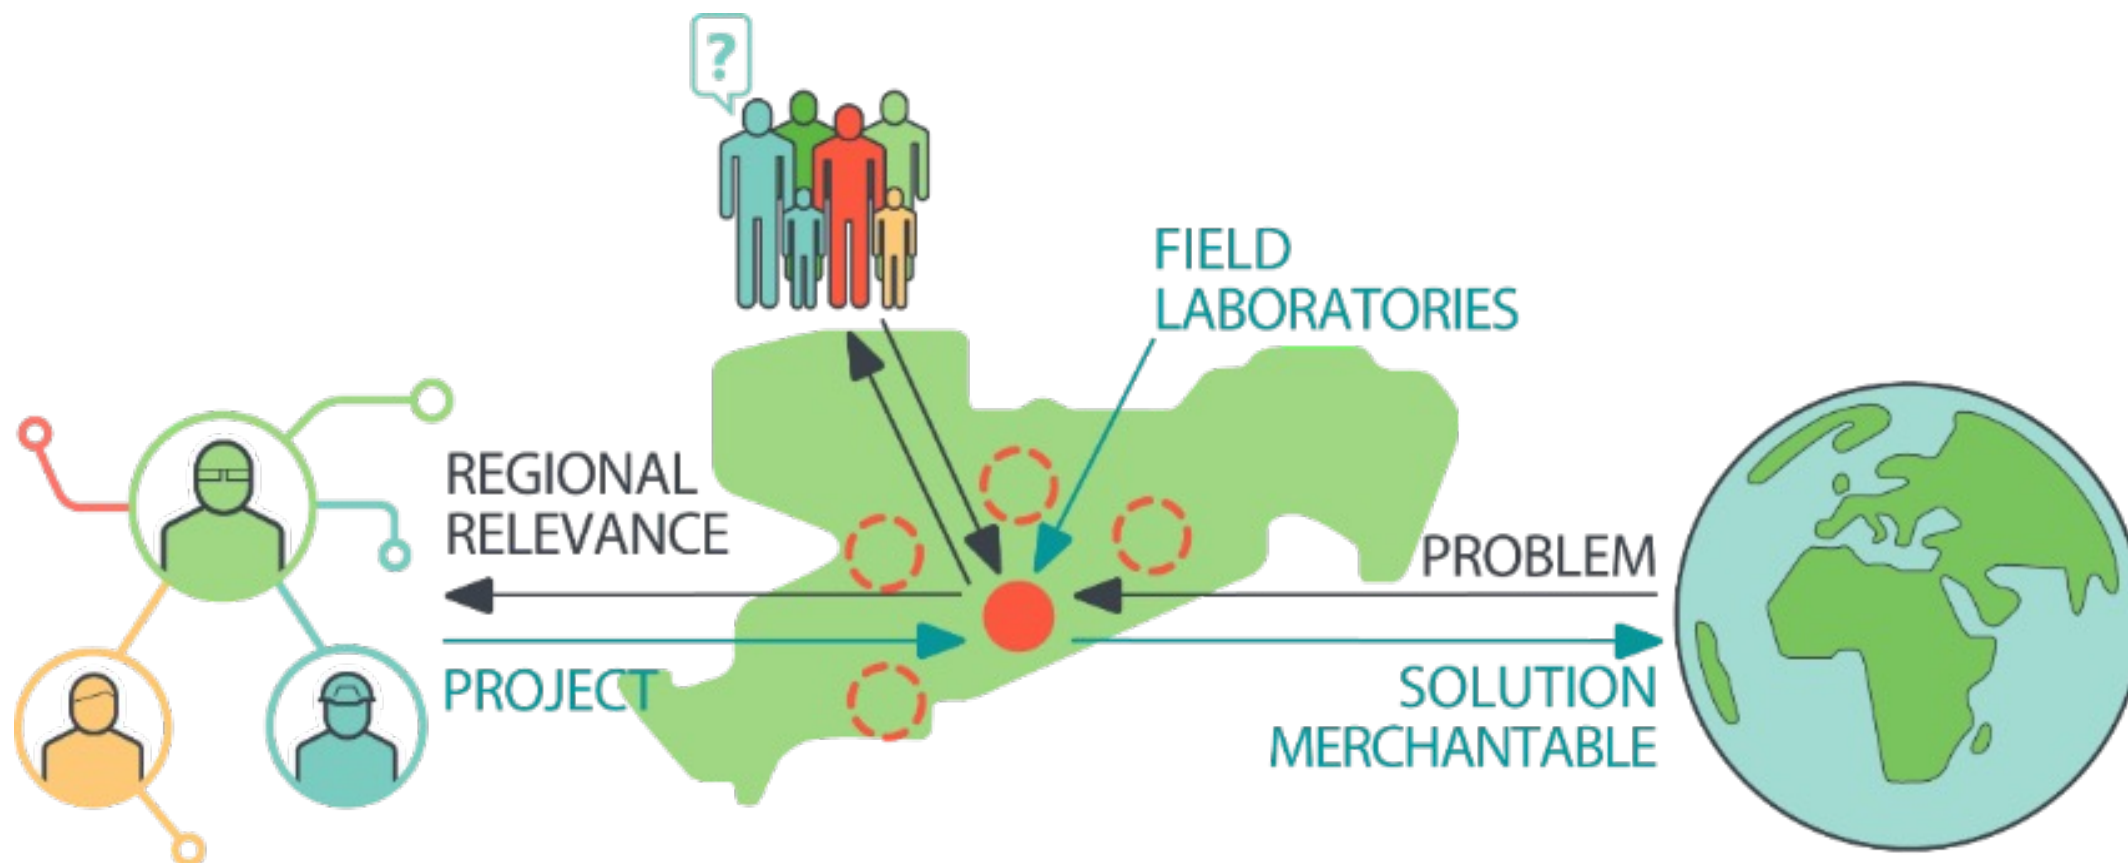 ?
FIELD
LABORATORIES
REGIONAL
RELEVANCE
PROBLEM
PROJECT
SOLUTION
MERCHANTABLE